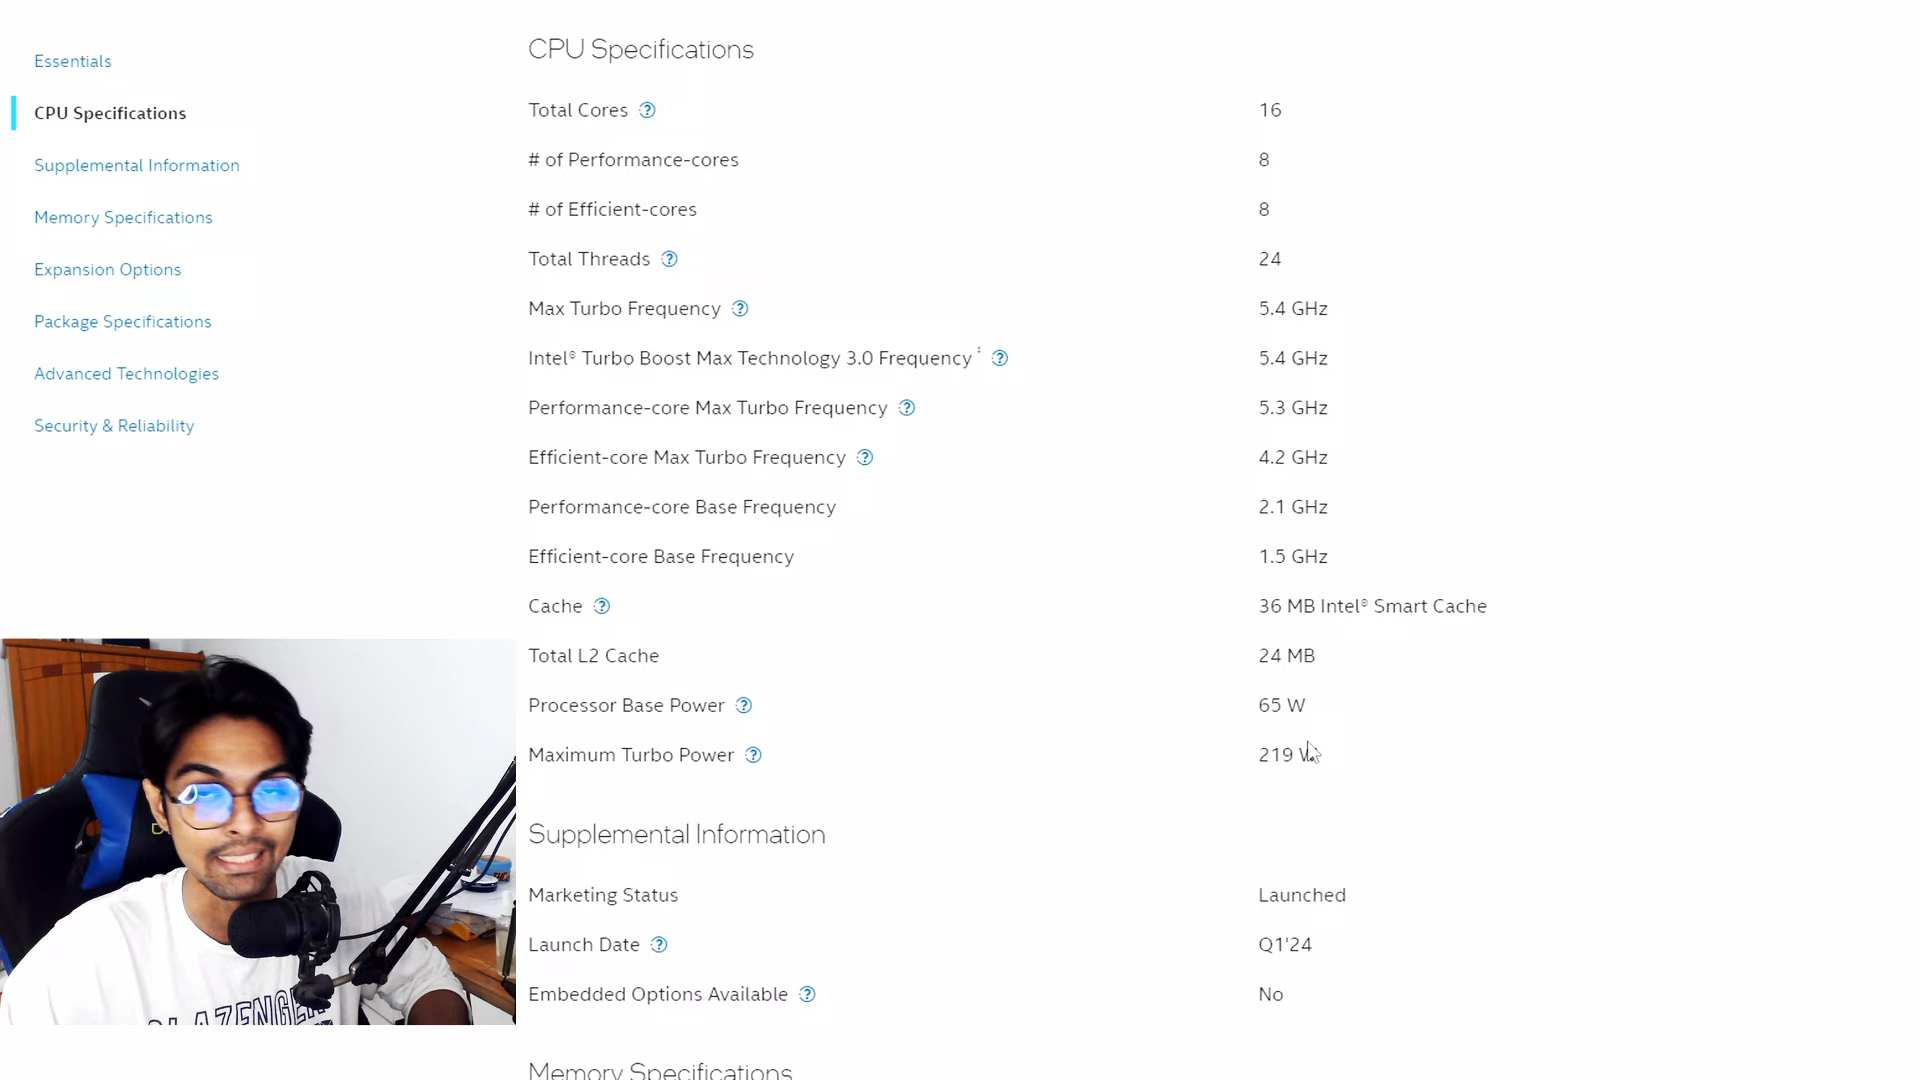 Essentials
CPU Specifications
Supplemental Information
Memory Specifications
Expansion Options
Package Specifications
Advanced Technologies
Security & Reliability
CPU Specifications
Total Cores ? 16
# of Performance-cores 8
# of Efficient-cores 8
Total Threads ? 24
Max Turbo Frequency ? 5.4 GHz
Intel® Turbo Boost Max Technology 3.0 Frequency ‡ ? 5.4 GHz
Performance-core Max Turbo Frequency ? 5.3 GHz
Efficient-core Max Turbo Frequency ? 4.2 GHz
Performance-core Base Frequency 2.1 GHz
Efficient-core Base Frequency 1.5 GHz
Cache ? 36 MB Intel® Smart Cache
Total L2 Cache 24 MB
Processor Base Power ? 65 W
Maximum Turbo Power ? 219 W
Supplemental Information
Marketing Status Launched
Launch Date ? Q1'24
Embedded Options Available ? No
Memory Specifications